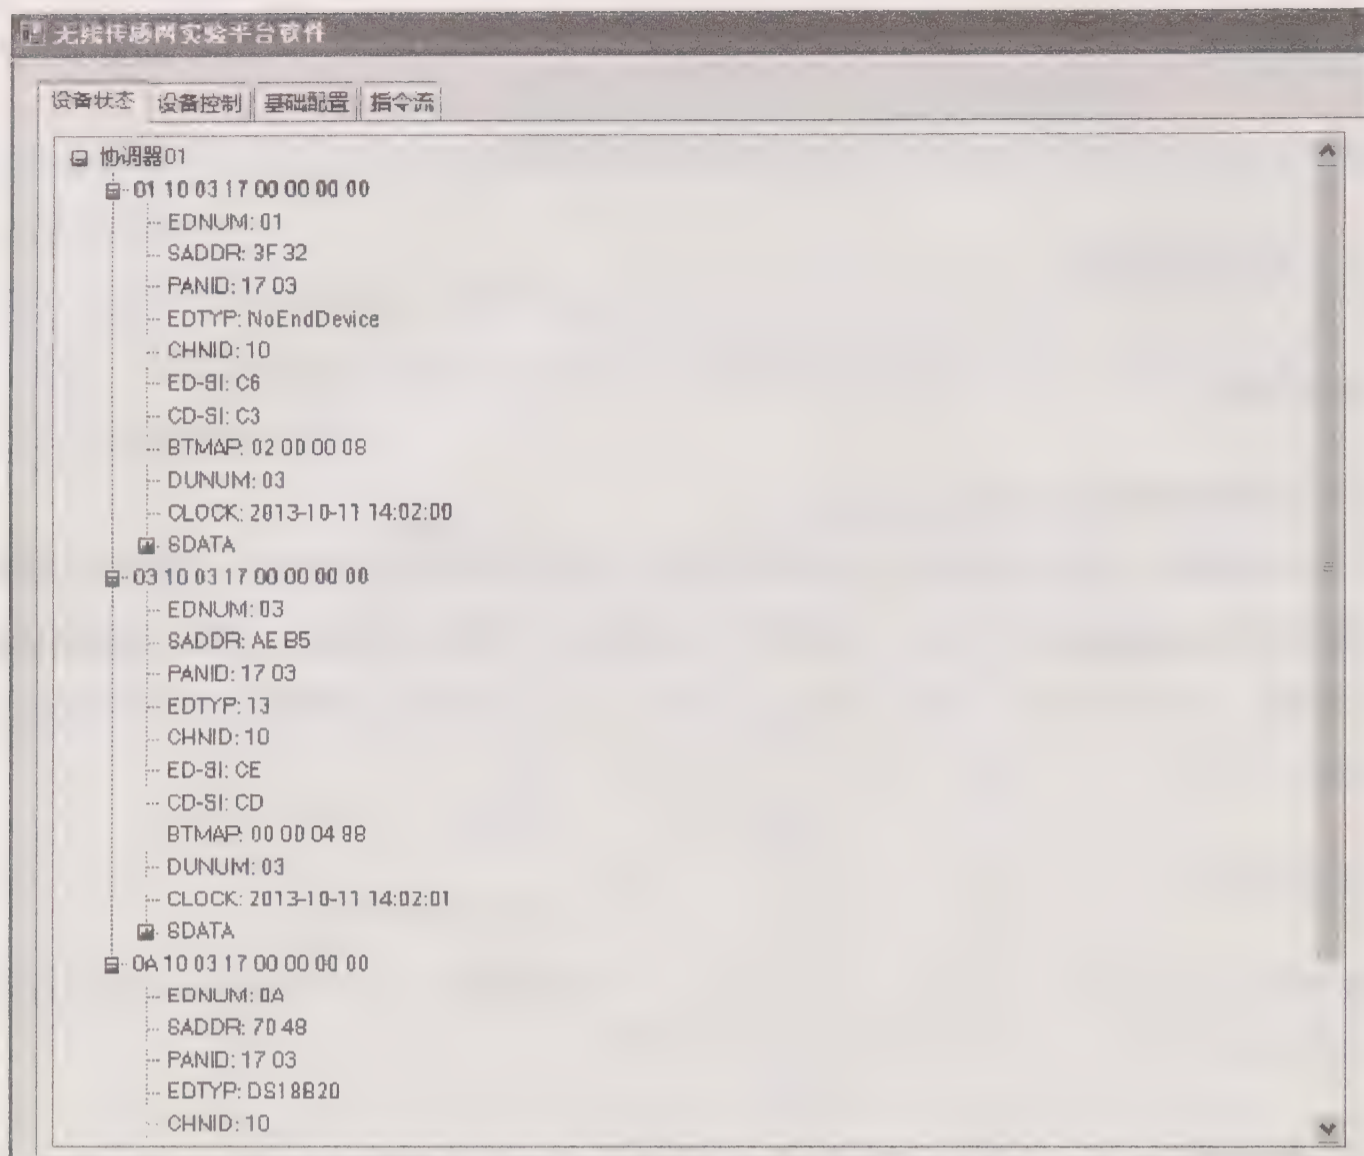 无线传感网实验平台软件
设备状态 设备控制 基础配置 指令流
协调器01
01 10 03 17 00 00 00 00
EDNUM: 01
SADDR: 3F 32
PANID: 17 03
EDTYP: NoEndDevice
CHNID: 10
ED-SI: C6
CD-SI: C3
BTMAP: 02 00 00 08
DUNUM: 03
CLOCK: 2013-10-11 14:02:00
SDATA
03 10 03 17 00 00 00 00
EDNUM: 03
SADDR: AE B5
PANID: 17 03
EDTYP: 13
CHNID: 10
ED-SI: CE
CD-SI: CD
BTMAP: 00 00 04 88
DUNUM: 03
CLOCK: 2013-10-11 14:02:01
SDATA
0A 10 03 17 00 00 00 00
EDNUM: 0A
SADDR: 70 48
PANID: 17 03
EDTYP: DS18B20
CHNID: 10